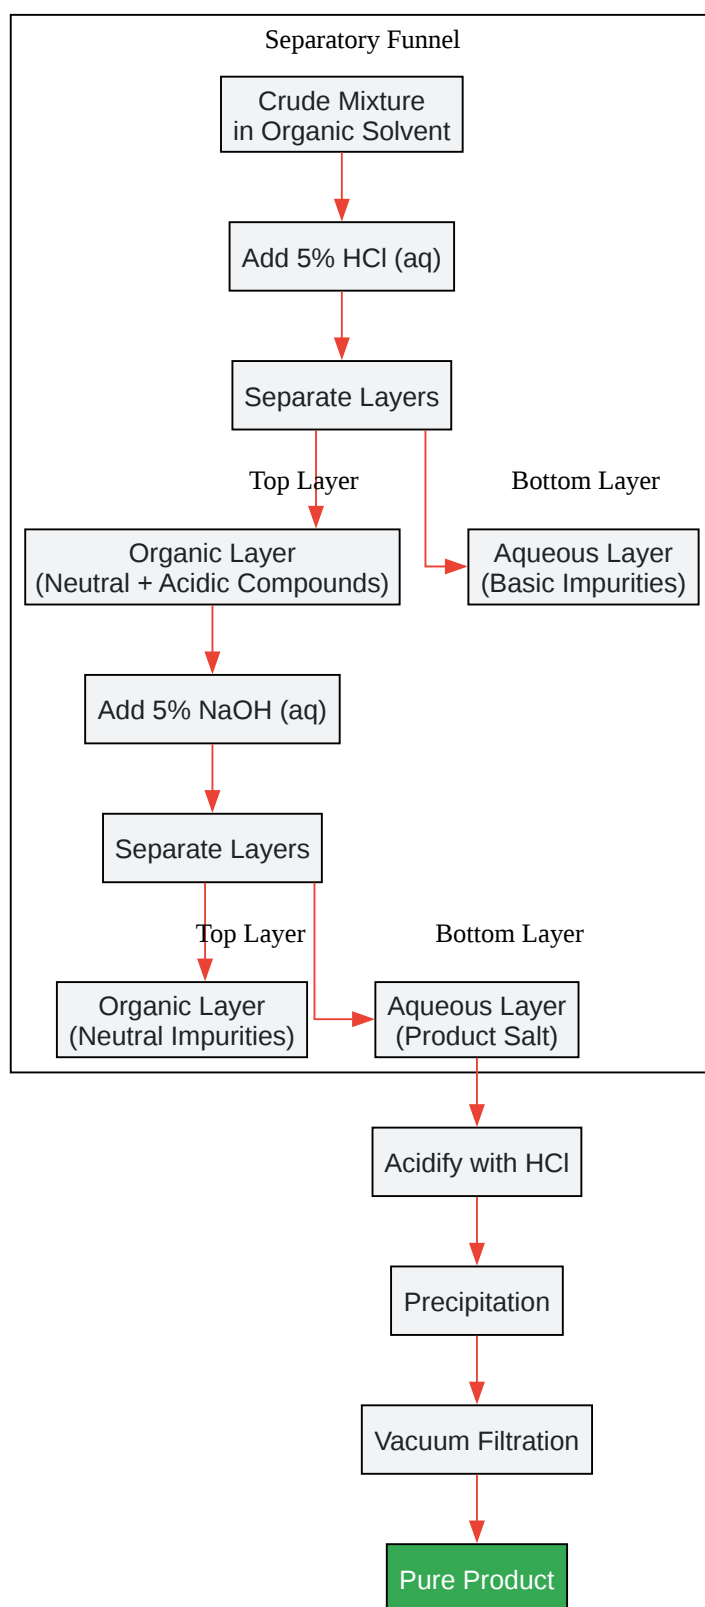 Separatory Funnel
Crude Mixture
in Organic Solvent
Add 5% HCl (aq)
Separate Layers
Top Layer
Bottom Layer
Organic Layer
(Neutral + Acidic Compounds)
Aqueous Layer
(Basic Impurities)
Add 5% NaOH (aq)
Separate Layers
Top Layer
Bottom Layer
Organic Layer
(Neutral Impurities)
Aqueous Layer
(Product Salt)
Acidify with HCl
Precipitation
Vacuum Filtration
Pure Product